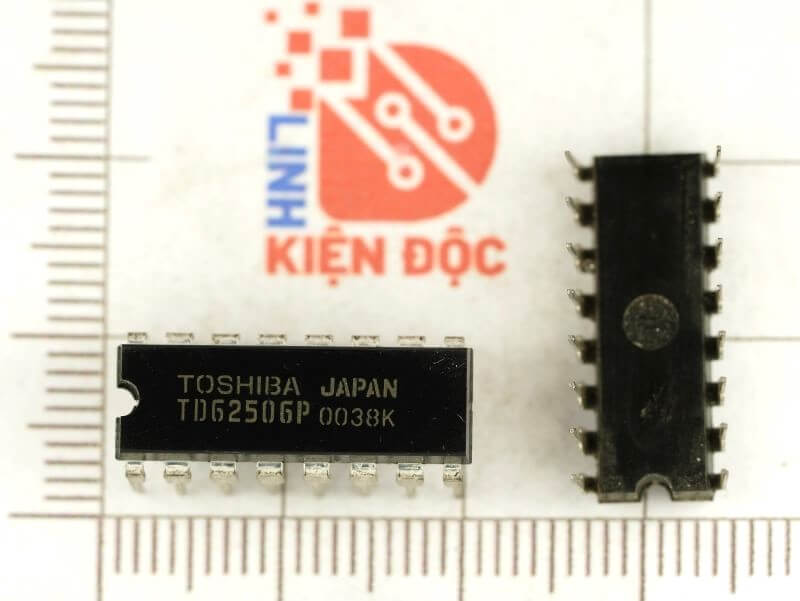 LINH
KIỆN ĐỘC
TOSHIBA JAPAN
TD62506P 0038K